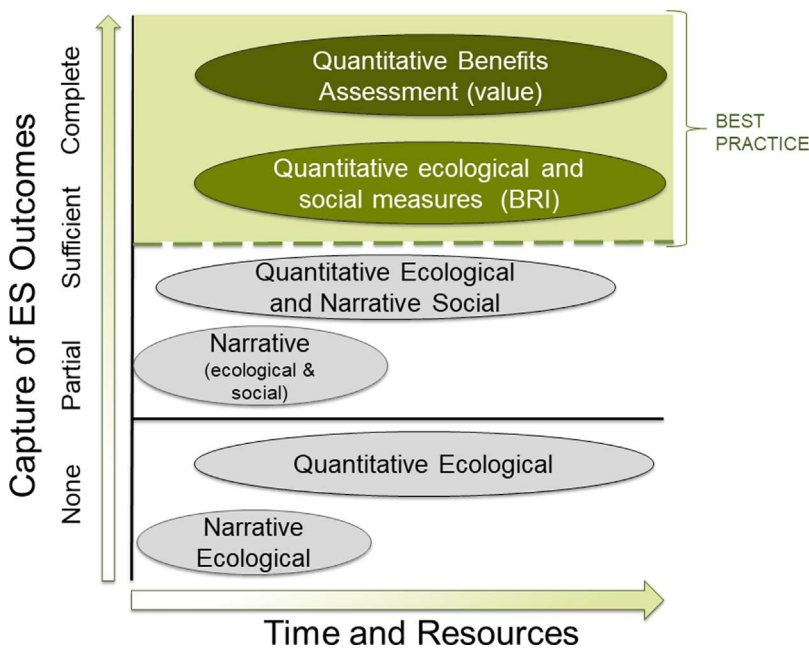 Capture of ES Outcomes
Complete
Sufficient
Partial
None
Quantitative Benefits
Assessment (value)
Quantitative ecological and
social measures (BRI)
BEST
PRACTICE
Quantitative Ecological
and Narrative Social
Narrative
(ecological &
social)
Quantitative Ecological
Narrative
Ecological
Time and Resources